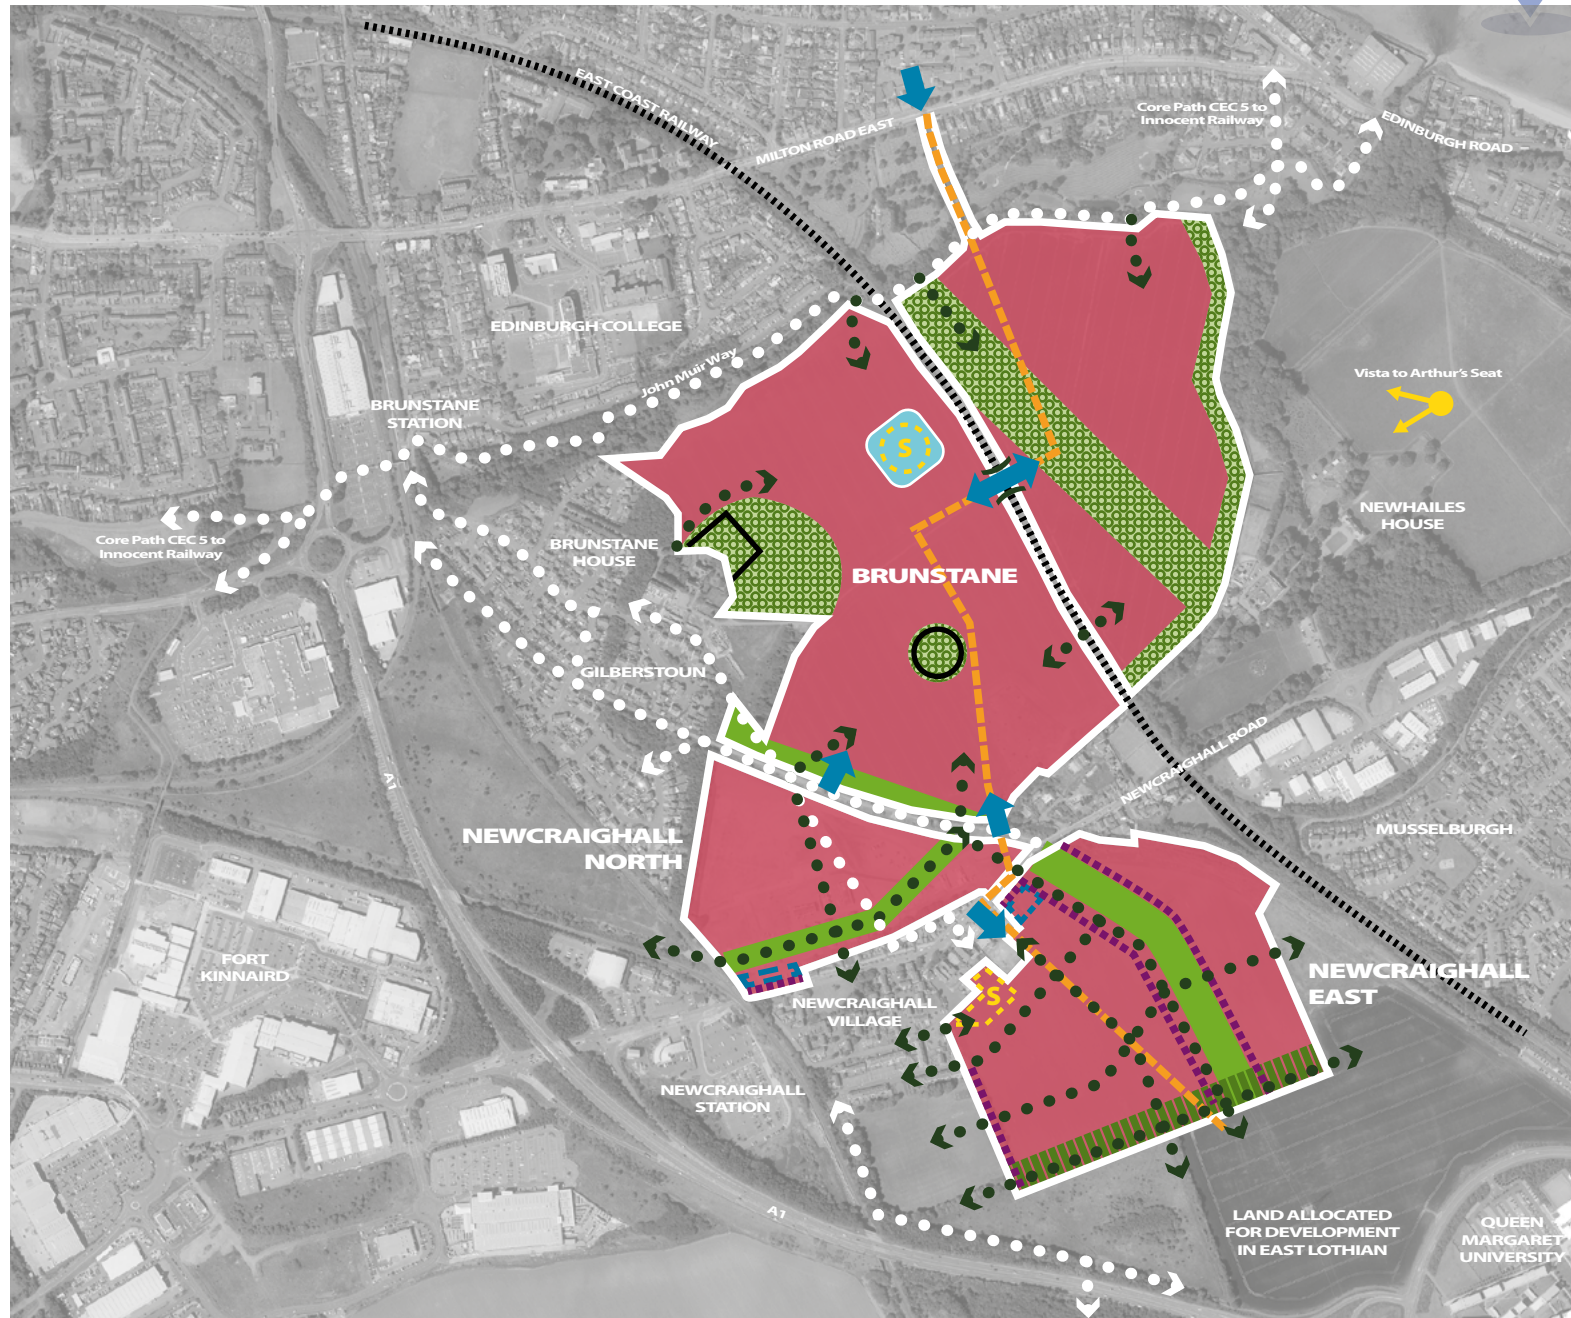 EAST COAST RAILWAY
MILTON ROAD EAST
Core Path CEC 5 to
Innocent Railway
EDINBURGH ROAD
EDINBURGH COLLEGE
John Muir Way
Vista to Arthur's Seat
BRUNSTANE
STATION
S
NEWHAILES
HOUSE
Core Path CEC 5 to
Innocent Railway
BRUNSTANE
HOUSE
BRUNSTANE
GILBERSTOUN
NEWCRAIGHALL ROAD
A1
NEWCRAIGHALL
NORTH
MUSSELBURGH
FORT
KINNAIRD
NEWCRAIGHALL
EAST
S
NEWCRAIGHALL
VILLAGE
NEWCRAIGHALL
STATION
A1
LAND ALLOCATED
FOR DEVELOPMENT
IN EAST LOTHIAN
QUEEN
MARGARET
UNIVERSITY